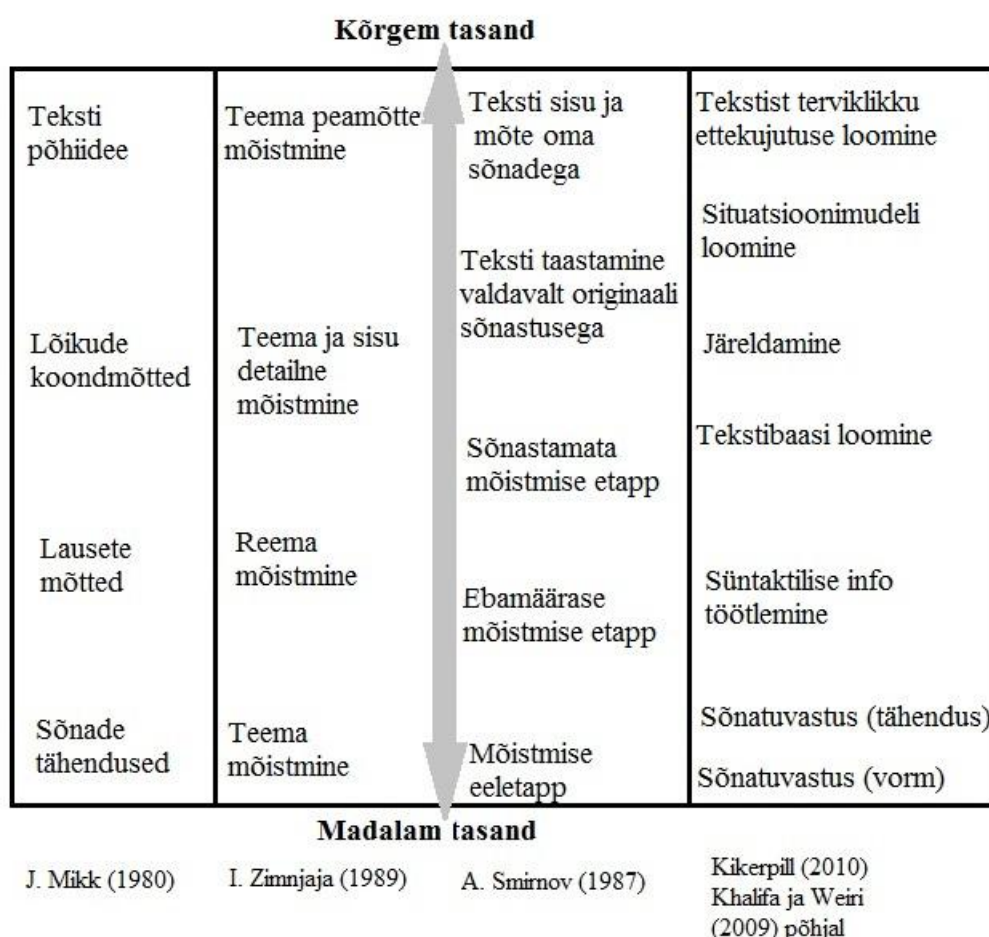 Kõrgem tasand
Teksti
põhiidee
Lõikude
koondmõtted
Lausete
mõtted
Sõnade
tähendused
Teema peamõtte
mõistmine
Teema ja sisu
detailne
mõistmine
Reema
mõistmine
Teema
mõistmine
Teksti sisu ja
mõte oma
sõnadega
Teksti taastamine
valdavalt originaali
sõnastusega
Sõnastamata
mõistmise etapp
Ebamäärase
mõistmise etapp
Mõistmise
eeletapp
Tekstist terviklikku
ettekujutuse loomine
Situatsioonimudeli
loomine
Järeldamine
Tekstibaasi loomine
Süntaktilise info
töötlemine
Sõnatuvastus (tähendus)
Sõnatuvastus (vorm)
Madalam tasand
J. Mikk (1980)
I. Zimnjaja (1989)
A. Smirnov (1987)
Kikerpill (2010)
Khalifa ja Weiri
(2009) põhjal